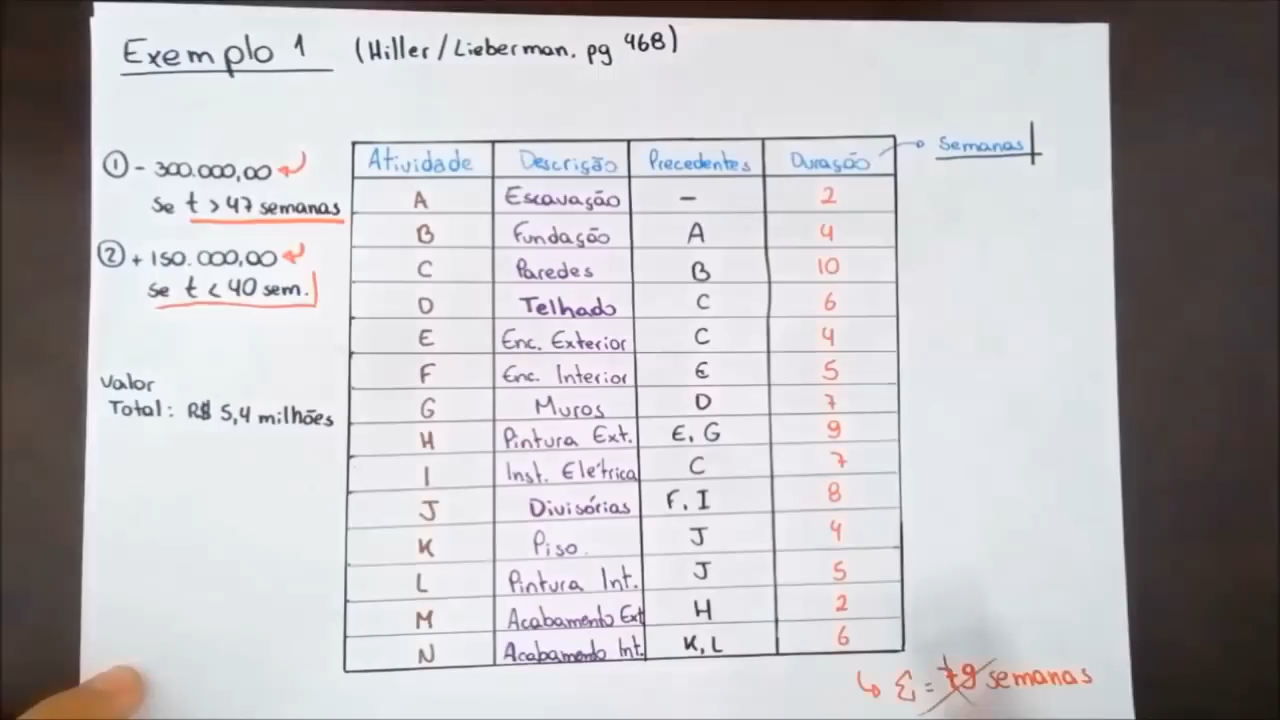 Exemplo 1 (Hiller/Lieberman. pg 468)
① - 300.000,00
Se t > 47 semanas
② + 150.000,00
Se t < 40 sem.
Valor
Total: R$ 5,4 milhões
Atividade Descrição Precedentes Duração Semanas
A Escavação - 2
B Fundação A 4
C Paredes B 10
D Telhado C 6
E Enc. Exterior C 4
F Enc. Interior E 5
G Muros D 7
H Pintura Ext. E, G 9
I Inst. Elétrica C 7
J Divisórias F, I 8
K Piso. J 4
L Pintura Int. J 5
M Acabamento Ext H 2
N Acabamento Int. K, L 6
↳ Σ = 79 semanas